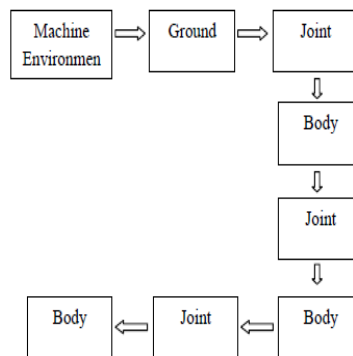 Machine
Environmen
Ground
Joint
Body
Joint
Body
Joint
Body